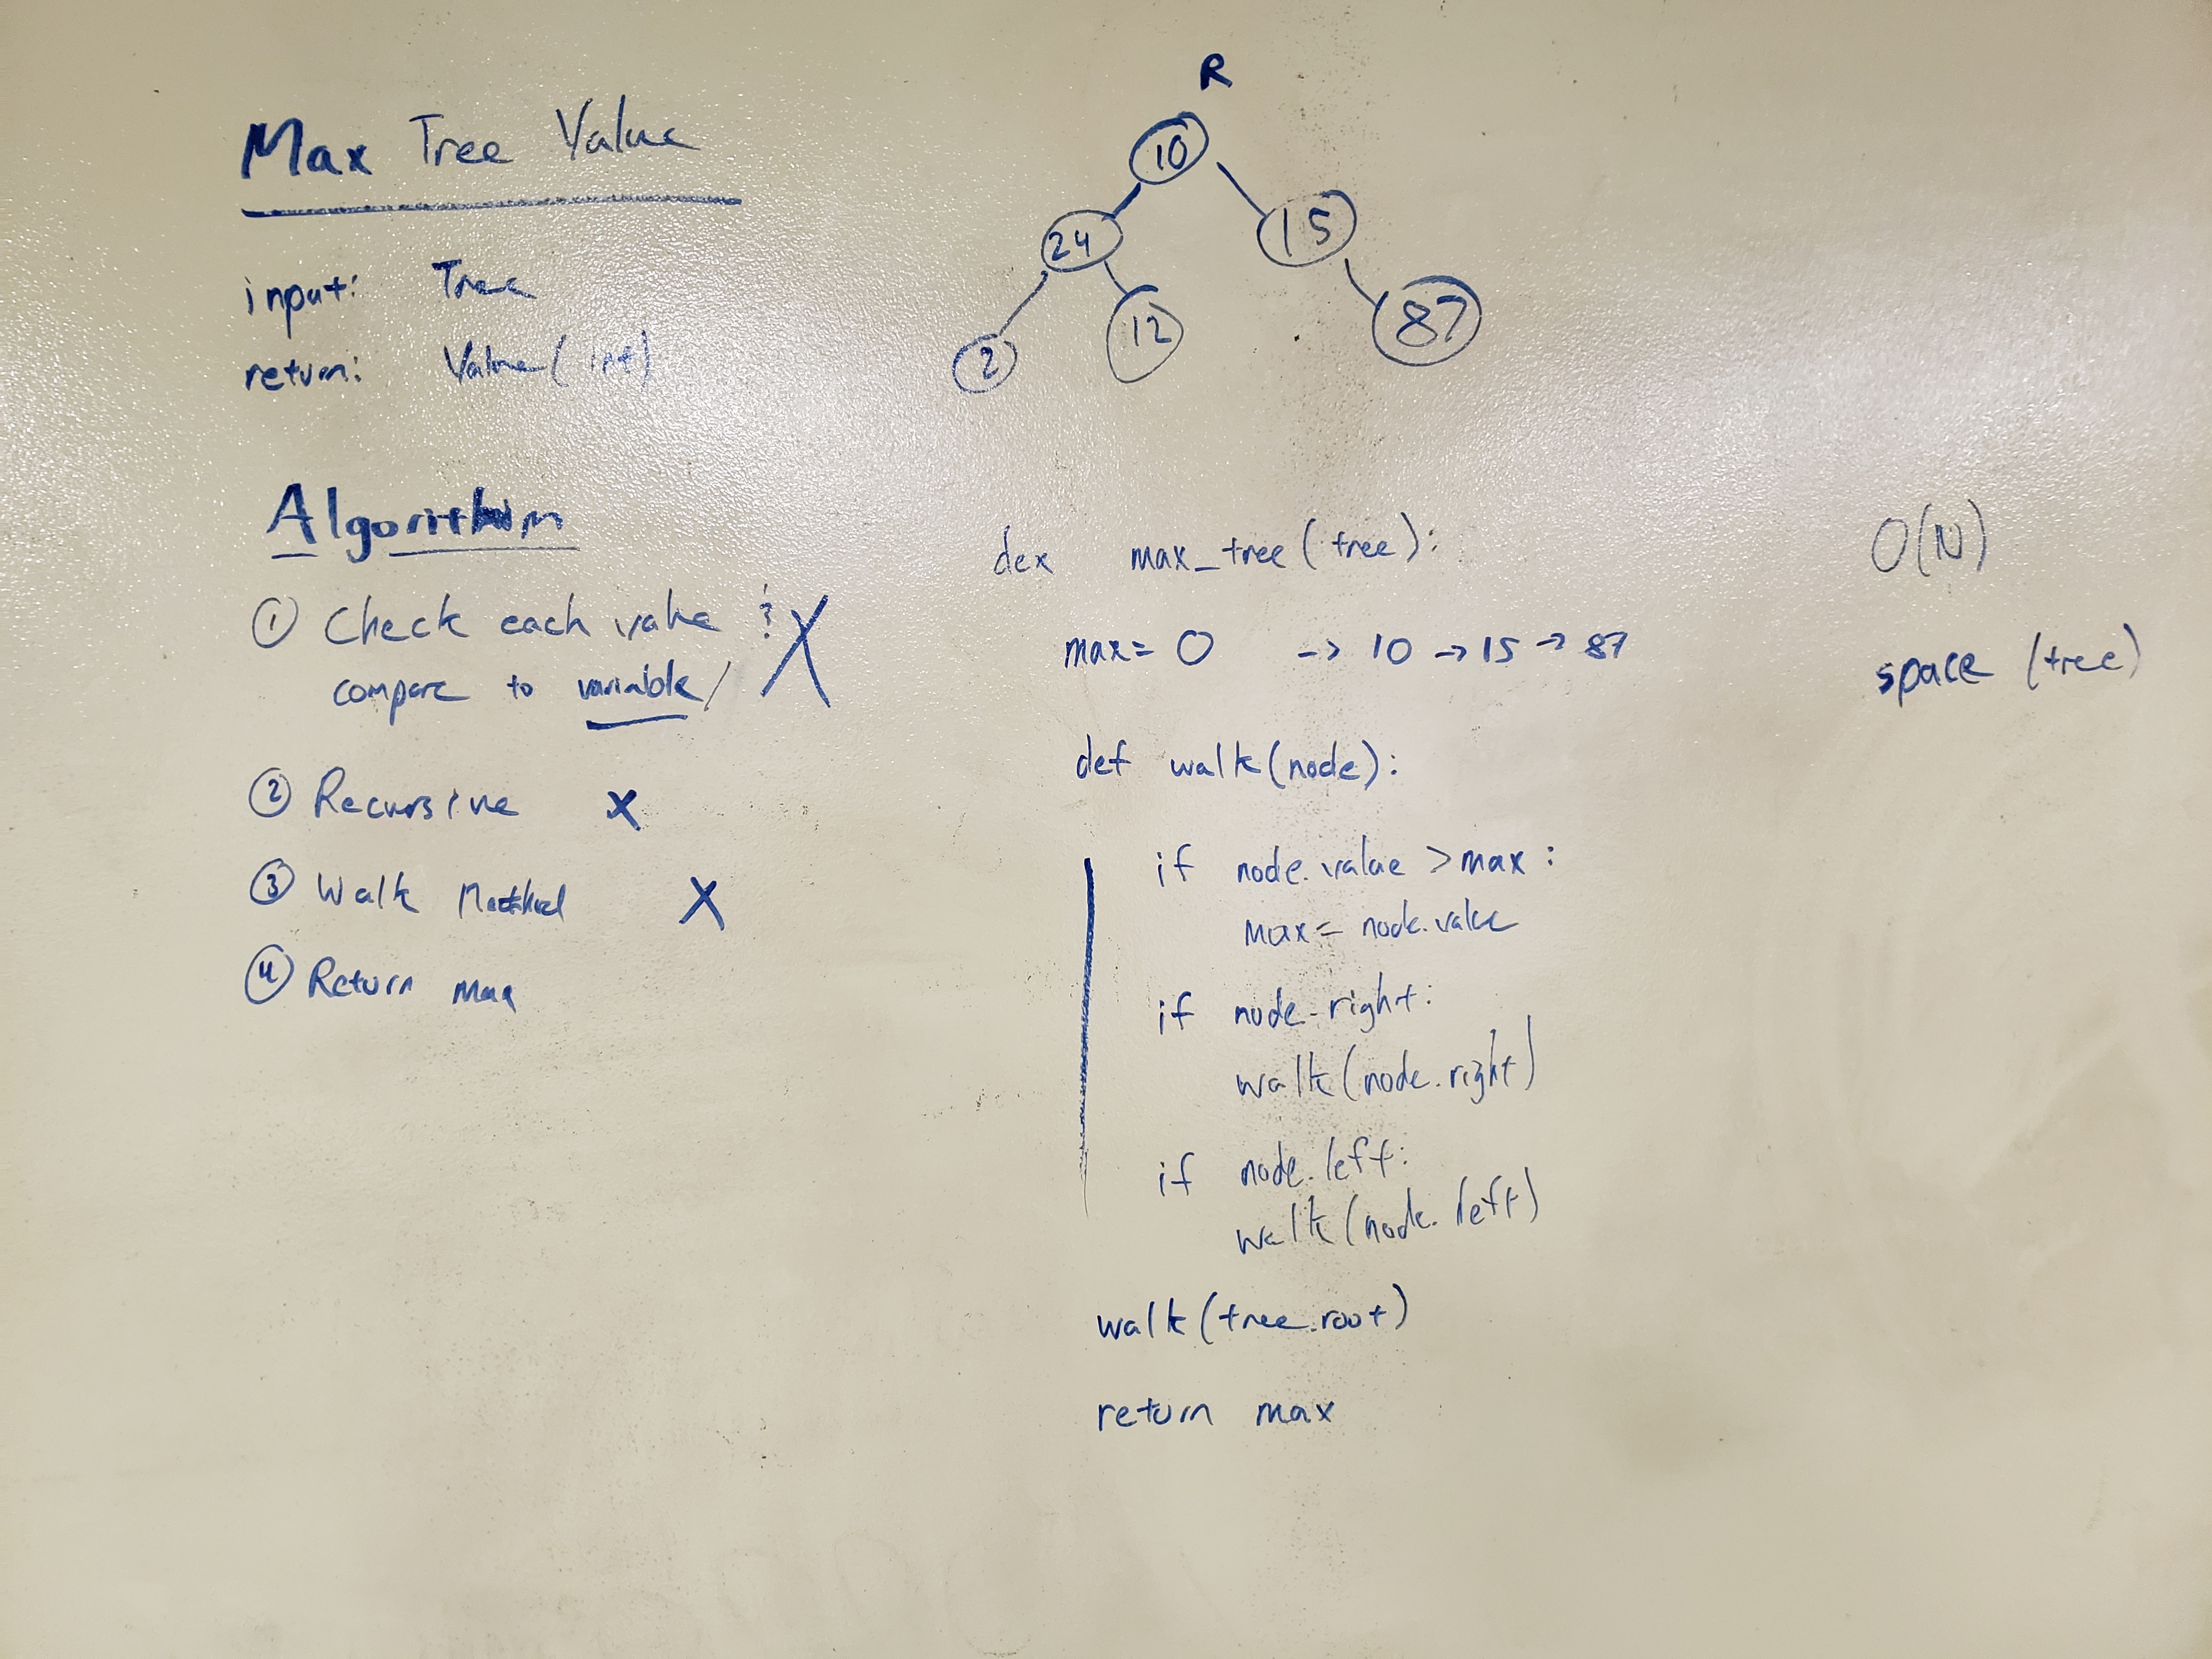 Max Tree Value
input: Tree
return: Value (int)
R
10
24
15
2
12
87
Algorithm
① Check each value ?
compare to variable/ X
② Recursive X
③ Walk Method X
④ Return max
dex max_tree (tree):
max= 0 -> 10 -> 15 -> 87
def walk(node):
if node.value > max :
max = node.value
if node.right:
walk(node.right)
if node.left:
walk(node.left)
walk(tree.root)
return max
O(N)
space (tree)